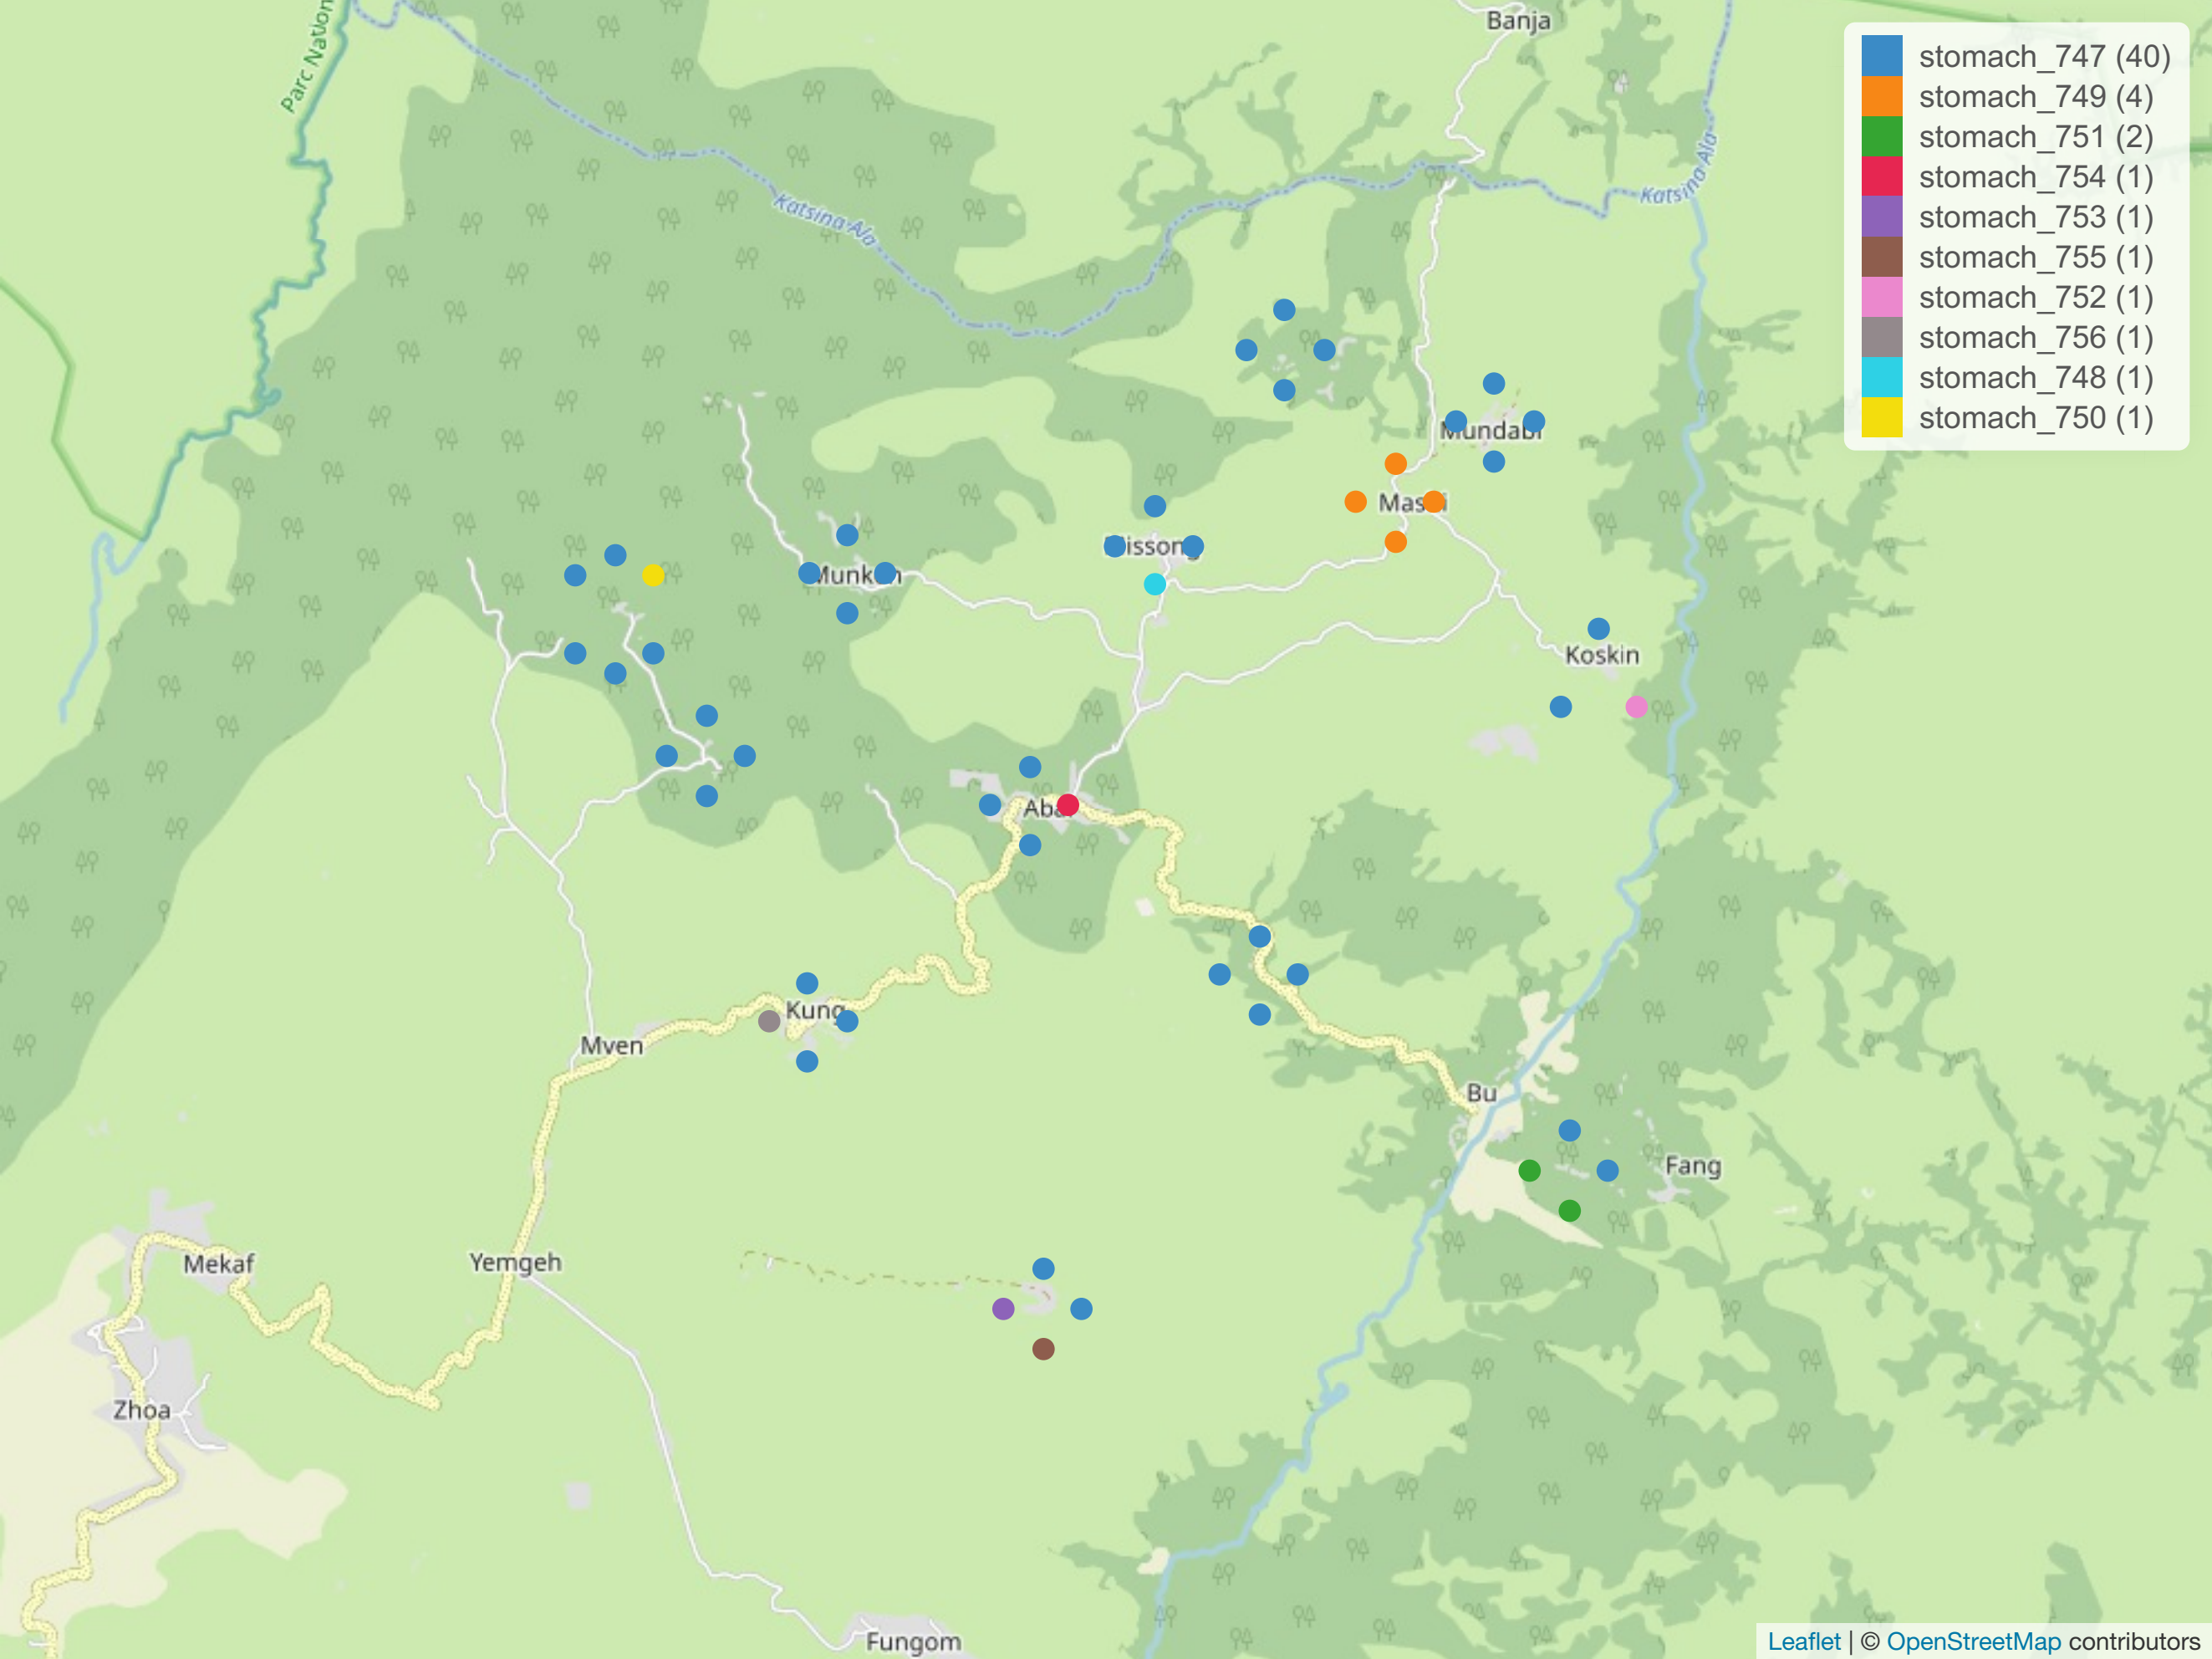 Banja
Parc Nation
stomach_747 (40)
stomach_749 (4)
stomach_751 (2)
stomach_754 (1)
stomach_753 (1)
stomach_755 (1)
stomach_752 (1)
stomach_756 (1)
stomach_748 (1)
stomach_750 (1)
Katsina Ala
Katsina Ala
Mundabi
Koskin
Kung
Mven
Bu
Fang
Mekaf
Yemgeh
Zhoa
Fungom
Leaflet | © OpenStreetMap contributors